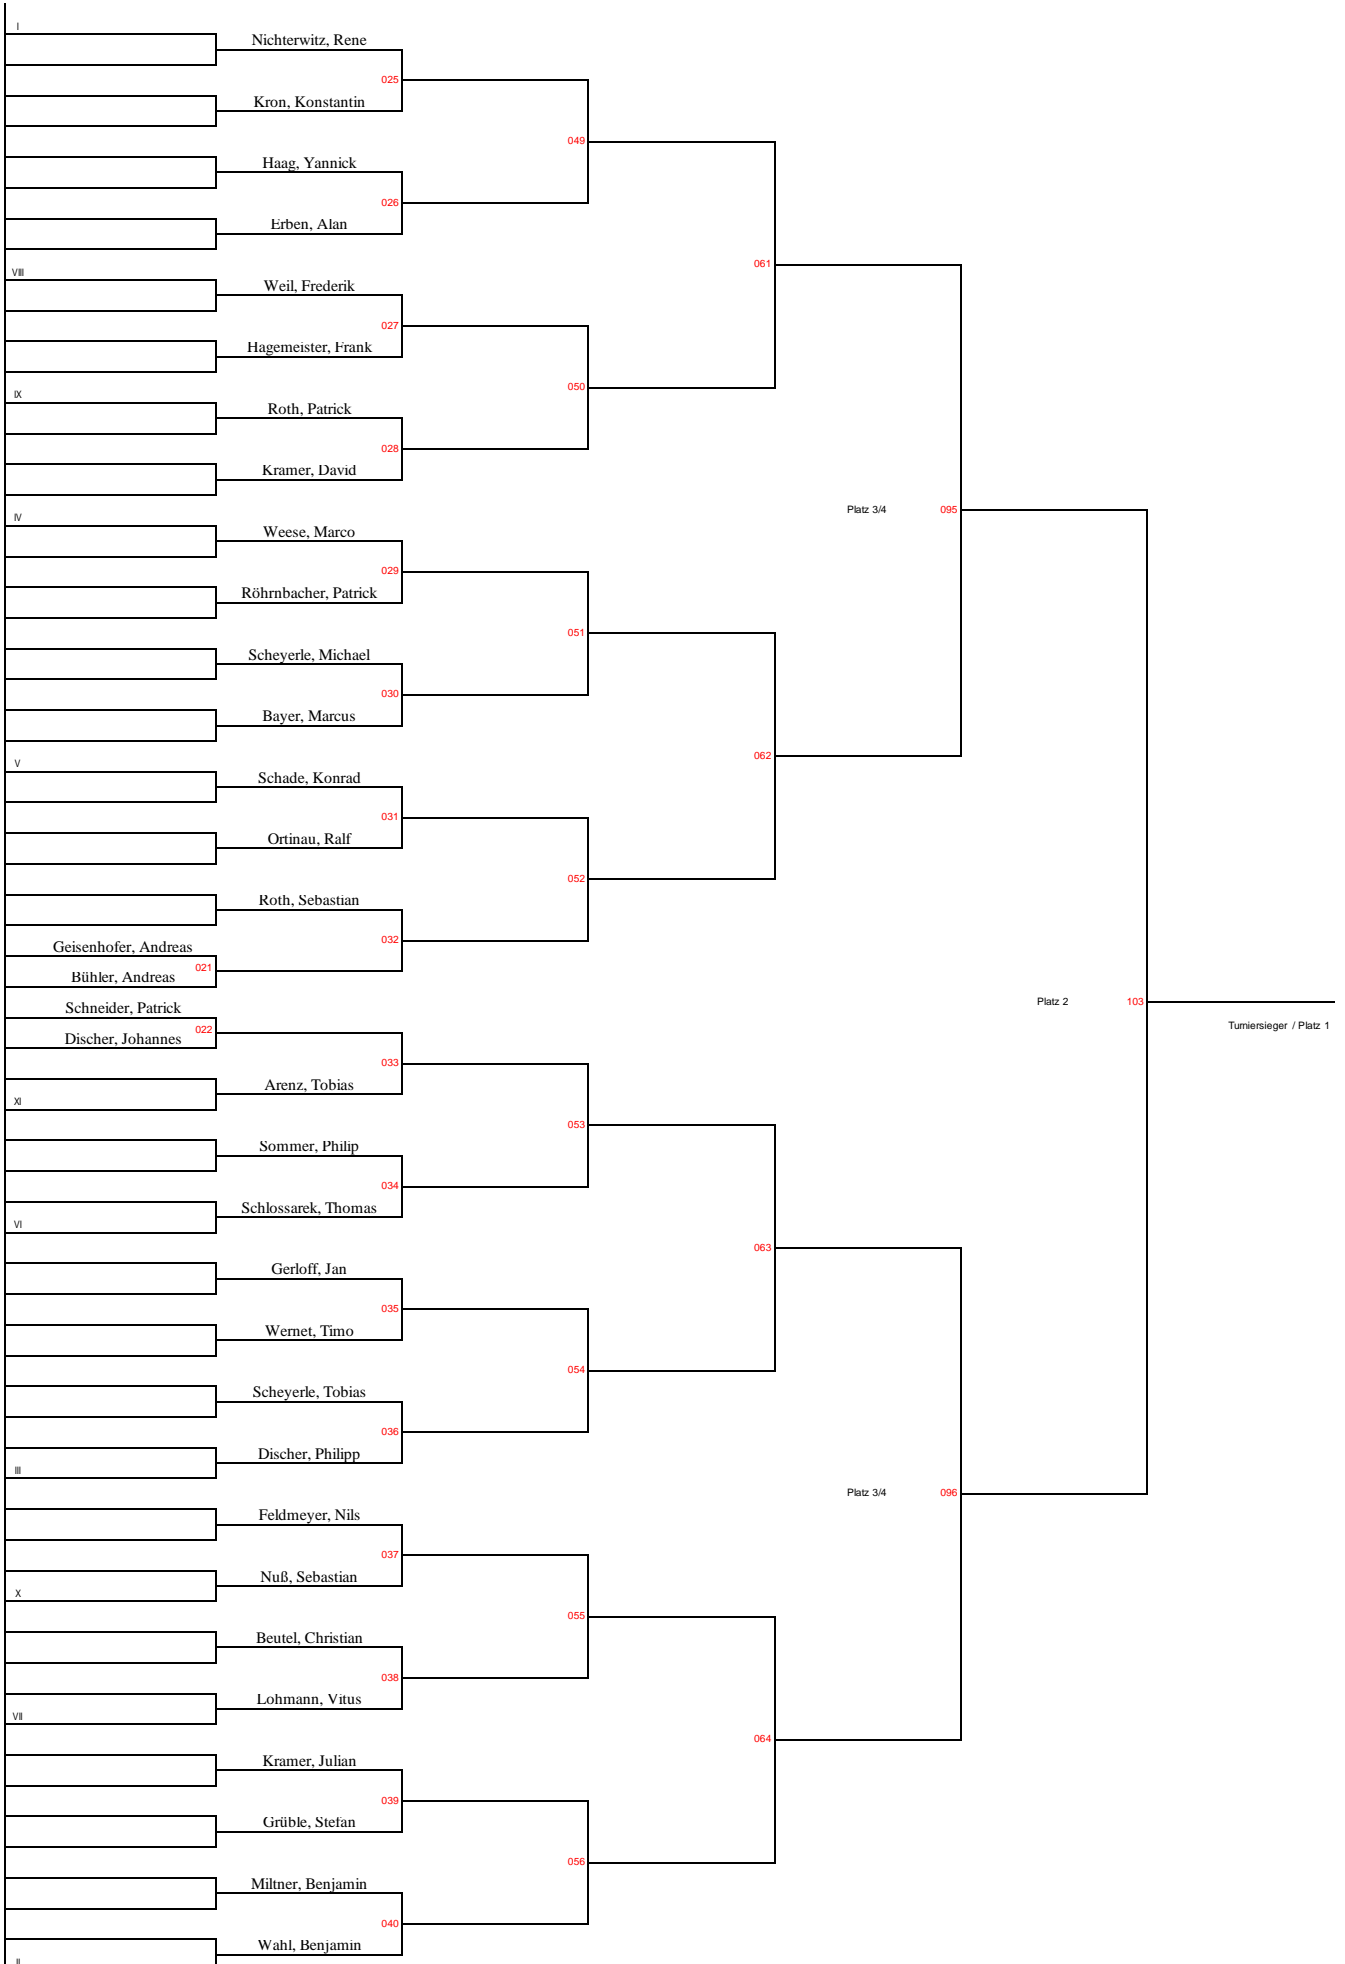 I
Nichterwitz, Rene
025
Kron, Konstantin
049
Haag, Yannick
026
Erben, Alan
061
VIII
Weil, Frederik
027
Hagemeister, Frank
050
IX
Roth, Patrick
028
Kramer, David
Platz 3/4 095
IV
Weese, Marco
029
Röhrnbacher, Patrick
051
Scheyerle, Michael
030
Bayer, Marcus
062
V
Schade, Konrad
031
Ortinau, Ralf
052
Roth, Sebastian
032
Geisenhofer, Andreas
021
Bühler, Andreas
Platz 2 103
Schneider, Patrick
Turniersieger / Platz 1
022
Discher, Johannes
033
Arenz, Tobias
XI
053
Sommer, Philip
034
Schlossarek, Thomas
VI
063
Gerloff, Jan
035
Wernet, Timo
054
Scheyerle, Tobias
036
Discher, Philipp
III
Platz 3/4 096
Feldmeyer, Nils
037
Nuß, Sebastian
X
055
Beutel, Christian
038
Lohmann, Vitus
VII
064
Kramer, Julian
039
Grüble, Stefan
056
Miltner, Benjamin
040
Wahl, Benjamin
II